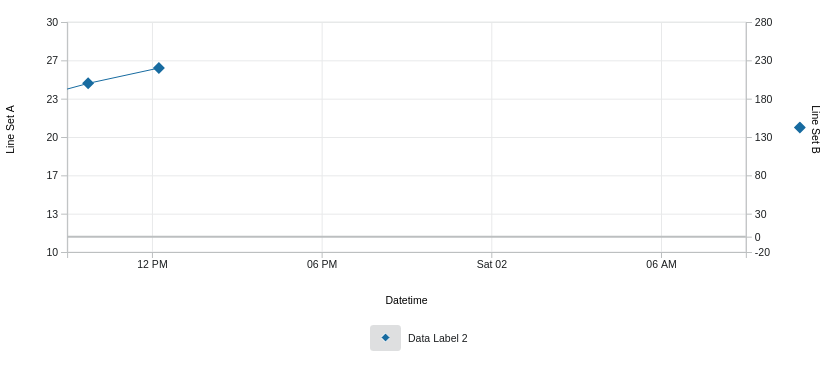 30
27
23
20
17
13
10
Line Set A
280
230
180
130
80
30
0
-20
Line Set B
12 PM
06 PM
Sat 02
06 AM
Datetime
Data Label 2